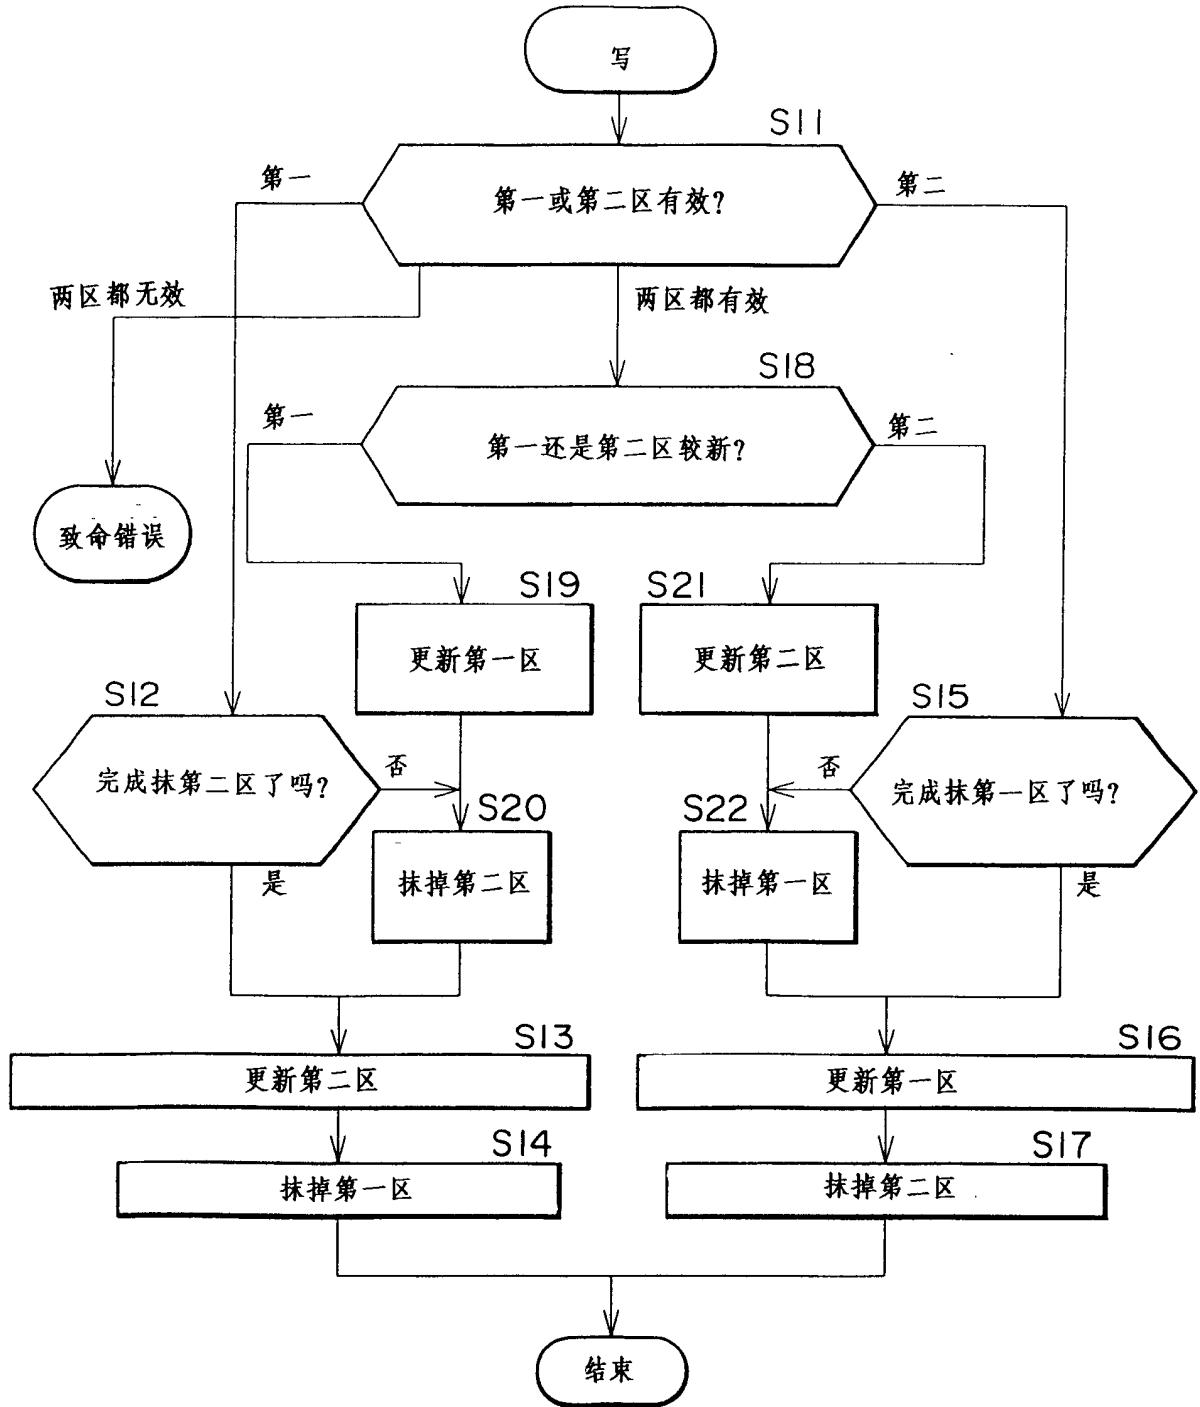 写
S11
第一
第一或第二区有效?
第二
两区都无效
两区都有效
S18
第一
第一还是第二区较新?
第二
致命错误
S19
S21
更新第一区
更新第二区
S12
S15
完成抹第二区了吗?
否
否
完成抹第一区了吗?
S20
S22
是
抹掉第二区
抹掉第一区
是
S13
S16
更新第二区
更新第一区
S14
S17
抹掉第一区
抹掉第二区
结束